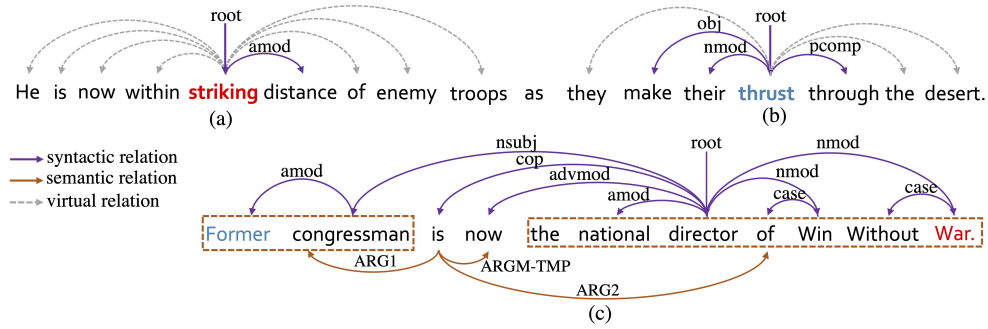 root
root
obj
amod
nmod
pcomp
He is now within striking distance of enemy troops as they make their thrust through the desert.
(a)
(b)
syntactic relation
semantic relation
virtual relation
nsubj
root
nmod
cop
amod
advmod
nmod
amod
case
case
Former congressman is now the national director of Win Without War.
ARG1
ARGM-TMP
ARG2
(c)